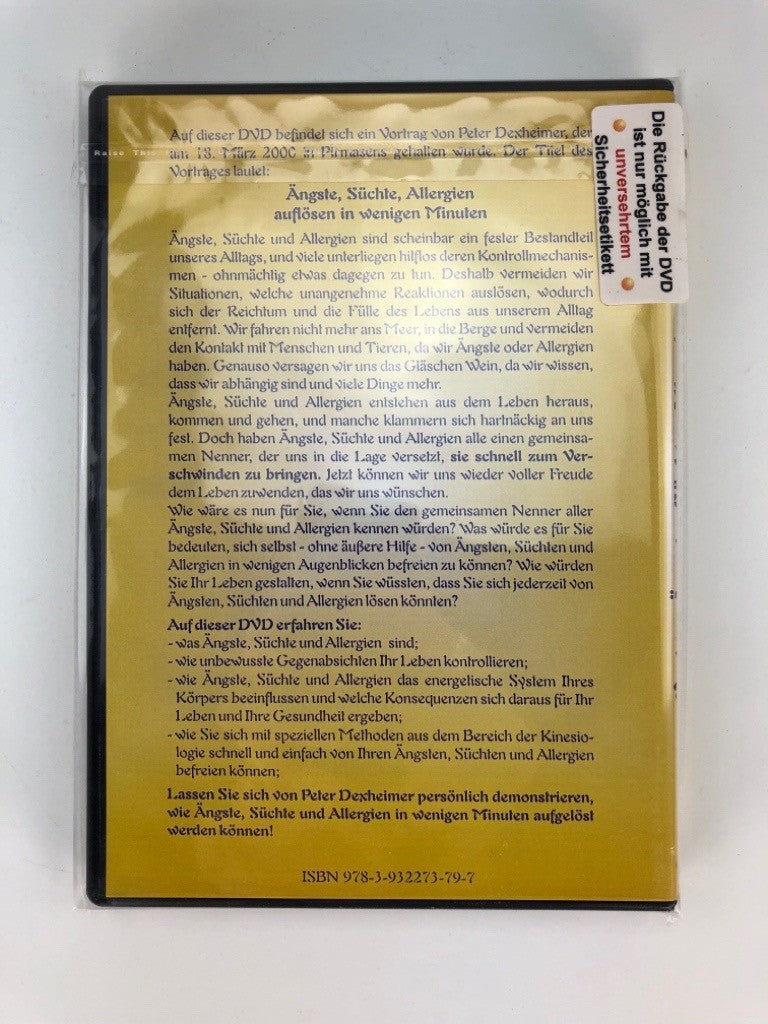 Auf dieser DVD befindet sich ein Vortrag von Peter Dexheimer, der
am 18. März 2000 in Pirmasens gehalten wurde. Der Titel des
Vortrages lautet:
Ängste, Süchte, Allergien
auflösen in wenigen Minuten
Ängste, Süchte und Allergien sind scheinbar ein fester Bestandteil
unseres Alltags, und viele unterliegen hilflos deren Kontrollmechanis-
men - ohnmächtig etwas dagegen zu tun. Deshalb vermeiden wir
Situationen, welche unangenehme Reaktionen auslösen, wodurch
sich der Reichtum und die Fülle des Lebens aus unserem Alltag
entfernt. Wir fahren nicht mehr ans Meer, in die Berge und vermeiden
den Kontakt mit Menschen und Tieren, da wir Ängste oder Allergien
haben. Genauso versagen wir uns das Gläschen Wein, da wir wissen,
dass wir abhängig sind und viele Dinge mehr.
Ängste, Süchte und Allergien entstehen aus dem Leben heraus,
kommen und gehen, und manche klammern sich hartnäckig an uns
fest. Doch haben Ängste, Süchte und Allergien alle einen gemeinsa-
men Nenner, der uns in die Lage versetzt, sie schnell zum Ver-
schwinden zu bringen. Jetzt können wir uns wieder voller Freude
dem Leben zuwenden, das wir uns wünschen.
Wie wäre es nun für Sie, wenn Sie den gemeinsamen Nenner aller
Ängste, Süchte und Allergien kennen würden? Was würde es für Sie
bedeuten, sich selbst - ohne äußere Hilfe - von Ängsten, Süchten und
Allergien in wenigen Augenblicken befreien zu können? Wie würden
Sie Ihr Leben gestalten, wenn Sie wüssten, dass Sie sich jederzeit von
Ängsten, Süchten und Allergien lösen könnten?
Auf dieser DVD erfahren Sie:
- was Ängste, Süchte und Allergien sind;
- wie unbewusste Gegenabsichten Ihr Leben kontrollieren;
- wie Ängste, Süchte und Allergien das energetische System Ihres
Körpers beeinflussen und welche Konsequenzen sich daraus für Ihr
Leben und Ihre Gesundheit ergeben;
- wie Sie sich mit speziellen Methoden aus dem Bereich der Kinesio-
logie schnell und einfach von Ihren Ängsten, Süchten und Allergien
befreien können;
Lassen Sie sich von Peter Dexheimer persönlich demonstrieren,
wie Ängste, Süchte und Allergien in wenigen Minuten aufgelöst
werden können!
ISBN 978-3-932273-79-7
Die Rückgabe der DVD
ist nur möglich mit
unversehrtem
Sicherheitsetikett
Raise This